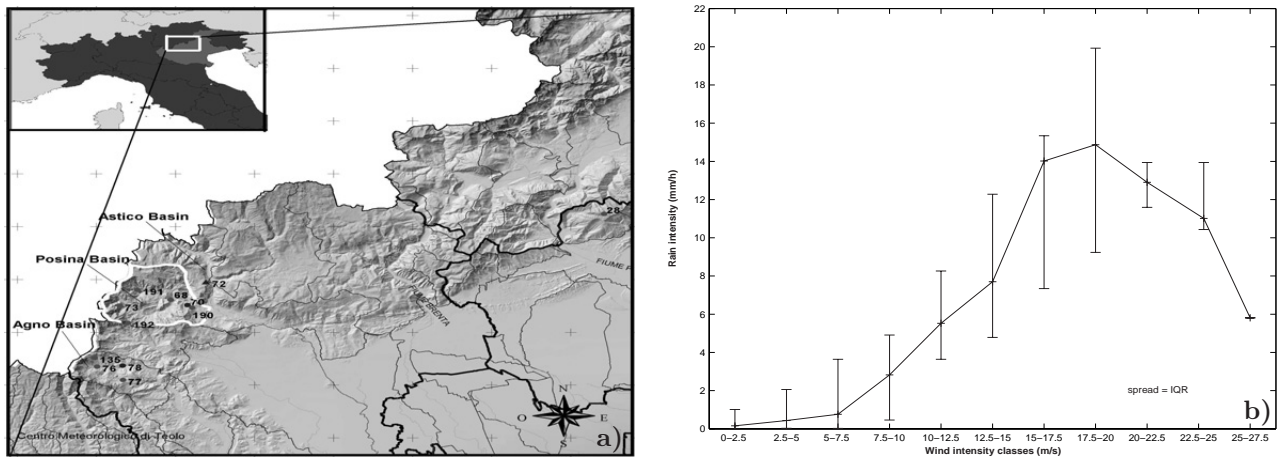 Astico Basin
Posina Basin
Agno Basin
28
72
151
68
70
73
190
192
135
76
78
77
FIUME BRENTA
N
O
E
S
Centro Meteorologico di Teolo
a)
22
20
18
16
14
12
10
8
6
4
2
0
Rain intensity (mm/h)
0–2.5 2.5–5 5–7.5 7.5–10 10–12.5 12.5–15 15–17.5 17.5–20 20–22.5 22.5–25 25–27.5
Wind intensity classes (m/s)
spread = IQR
b)